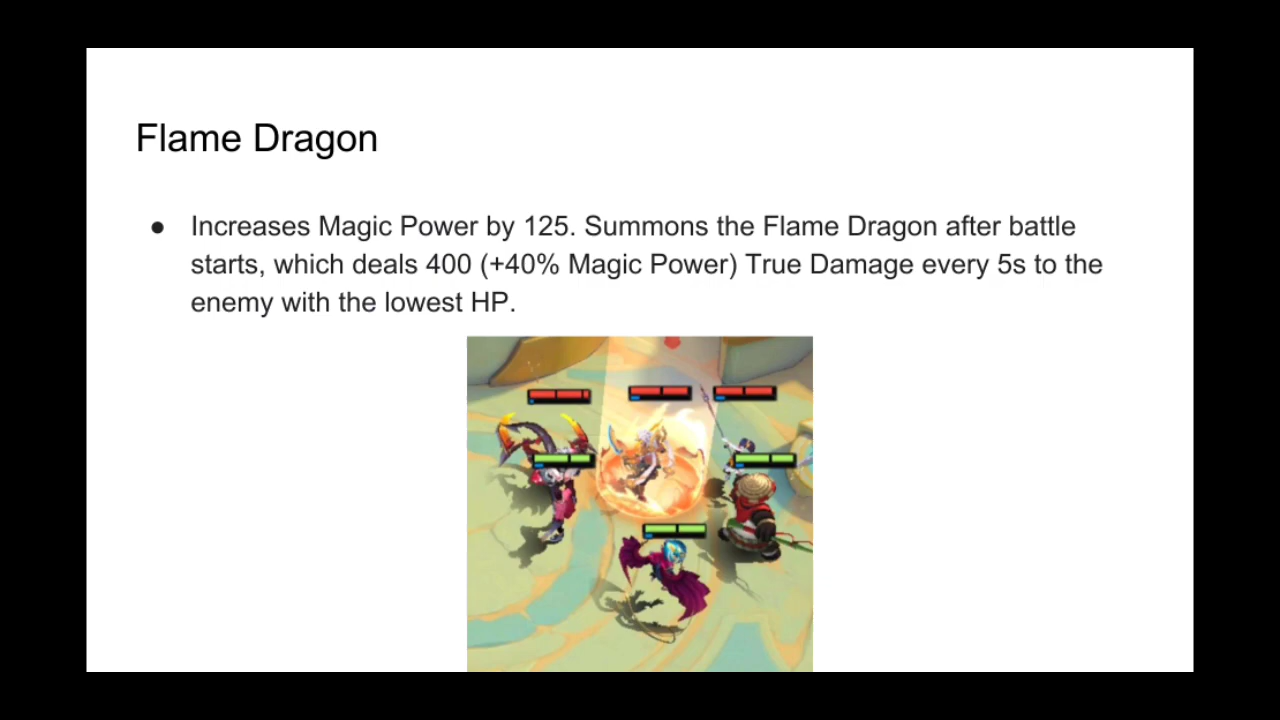 Flame Dragon
● Increases Magic Power by 125. Summons the Flame Dragon after battle
starts, which deals 400 (+40% Magic Power) True Damage every 5s to the
enemy with the lowest HP.